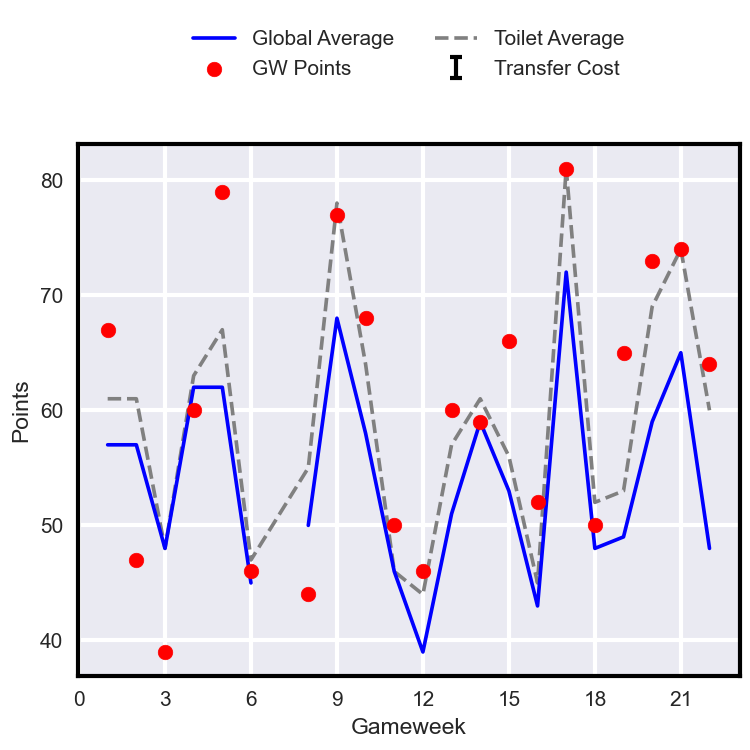 Global Average
Toilet Average
GW Points
Transfer Cost
80
70
60
50
40
Points
0 3 6 9 12 15 18 21
Gameweek